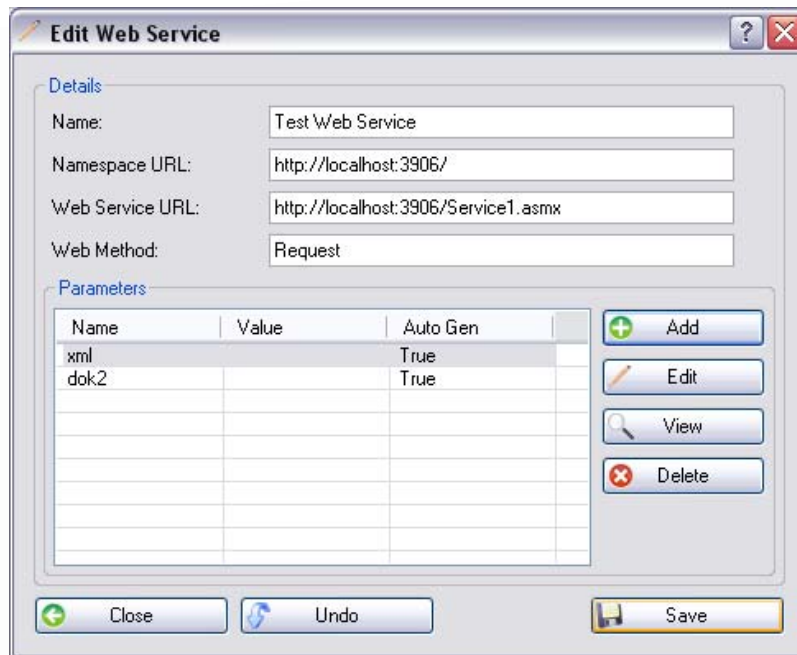 Edit Web Service
Details
Name: Test Web Service
Namespace URL: http://localhost:3906/
Web Service URL: http://localhost:3906/Service1.asmx
Web Method: Request
Parameters
Name Value Auto Gen
xml True
dok2 True
Add
Edit
View
Delete
Close Undo Save